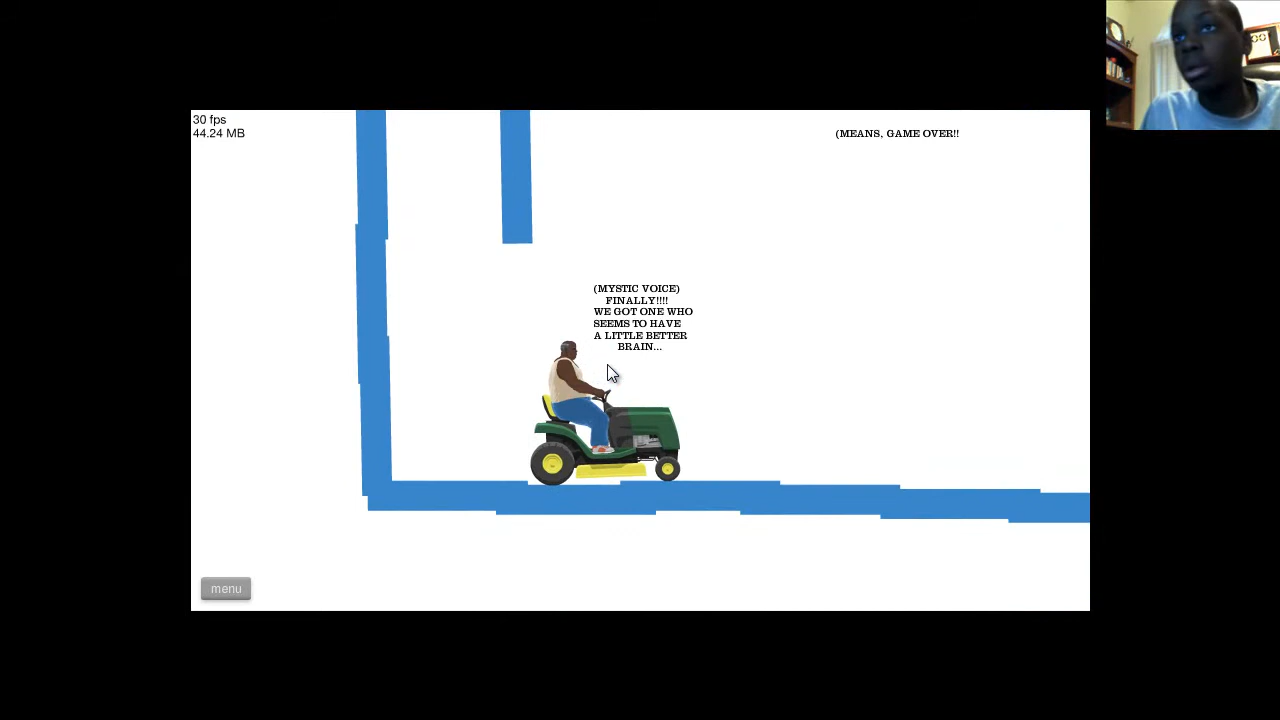 30 fps
44.24 MB
(MEANS, GAME OVER!!
(MYSTIC VOICE)
FINALLY!!!!
WE GOT ONE WHO
SEEMS TO HAVE
A LITTLE BETTER
BRAIN...
menu